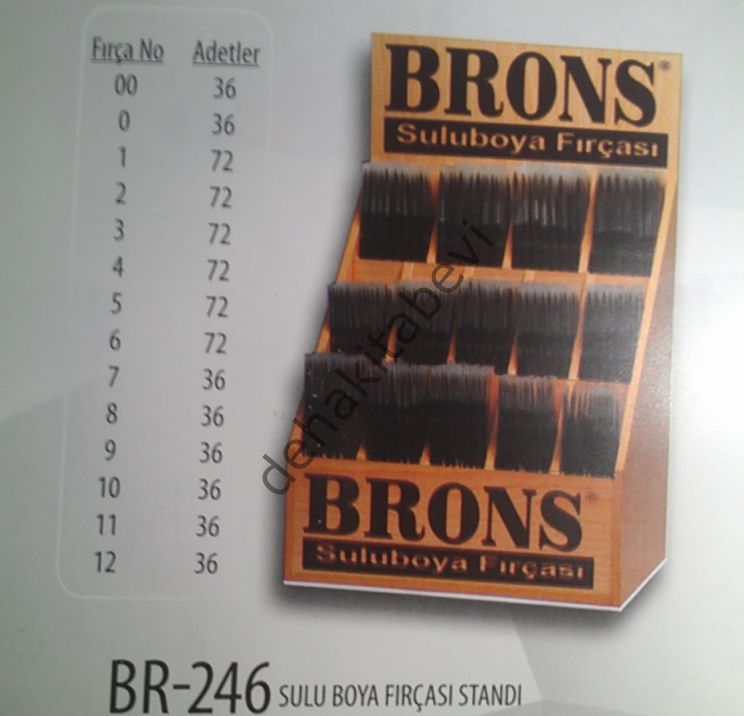 Fırça No Adetler
00 36
0 36
1 72
2 72
3 72
4 72
5 72
6 72
7 36
8 36
9 36
10 36
11 36
12 36
BRONS®
Suluboya Fırçası
dehakitabevi
BRONS®
Suluboya Fırçası
BR-246 SULU BOYA FIRÇASI STANDI